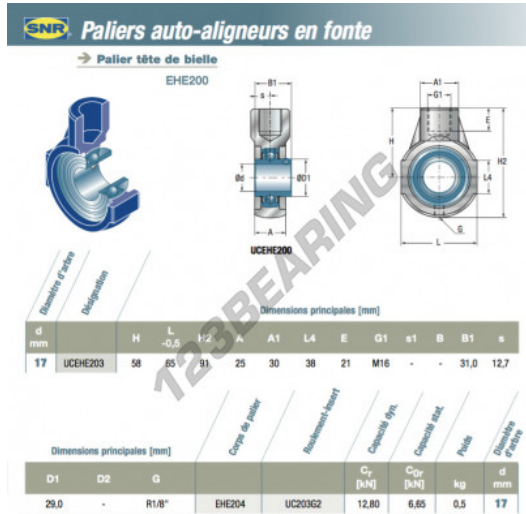 SNR Paliers auto-aligneurs en fonte
Palier tête de bielle
EHE200
B1
s
Ød
ØD1
A
UCEHE200
A1
G1
E
H
H2
L4
G
L
123BEARING
Diamètre d'arbre
Désignation
Dimensions principales [mm]
d mm H L -0,5 H2 A A1 L4 E G1 s1 B B1 s
17 UCEHE203 58 65 91 25 30 38 21 M16 - - 31,0 12,7
Dimensions principales [mm]
Corps de palier
Roulement-insert
Capacité dyn.
Capacité stat.
Poids
Diamètre d'arbre
D1 D2 G Cr [kN] C0r [kN] kg d mm
29,0 - R1/8" EHE204 UC203G2 12,80 6,65 0,5 17